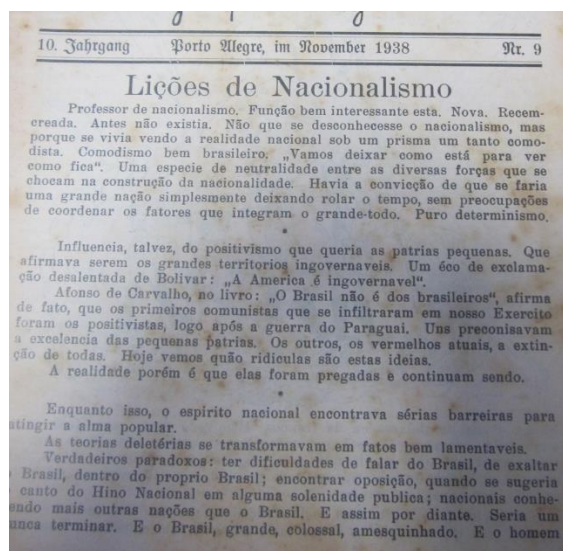 10. Jahrgang Porto Alegre, im November 1938 Nr. 9
Lições de Nacionalismo
Professor de nacionalismo. Função bem interessante esta. Nova. Recem-
creada. Antes não existia. Não que se desconhecesse o nacionalismo, mas
porque se vivia vendo a realidade nacional sob um prisma um tanto como-
dista. Comodismo bem brasileiro. „Vamos deixar como está para ver
como fica“. Uma especie de neutralidade entre as diversas forças que se
chocam na construção da nacionalidade. Havia a convicção de que se faria
uma grande nação simplesmente deixando rolar o tempo, sem preocupações
de coordenar os fatores que integram o grande-todo. Puro determinismo.
•
Influencia, talvez, do positivismo que queria as patrias pequenas. Que
afirmava serem os grandes territorios ingovernaveis. Um éco de exclama-
ção desalentada de Bolivar: „A America é ingovernavel“.
Afonso de Carvalho, no livro: „O Brasil não é dos brasileiros“, afirma
de fato, que os primeiros comunistas que se infiltraram em nosso Exercito
foram os positivistas, logo após a guerra do Paraguai. Uns preconisavam
a excelencia das pequenas pátrias. Os outros, os vermelhos atuais, a extin-
ção de todas. Hoje vemos quão ridiculas são estas ideias.
A realidade porém é que elas foram pregadas e continuam sendo.
•
Enquanto isso, o espirito nacional encontrava sérias barreiras para
atingir a alma popular.
As teorias deletérias se transformavam em fatos bem lamentaveis.
Verdadeiros paradoxos: ter dificuldades de falar do Brasil, de exaltar
o Brasil, dentro do proprio Brasil; encontrar oposição, quando se sugeria
canto do Hino Nacional em alguma solenidade publica; nacionais conhe-
endo mais outras nações que o Brasil. E assim por diante. Seria um
unca terminar. E o Brasil, grande, colossal, amesquinhado. E o homem